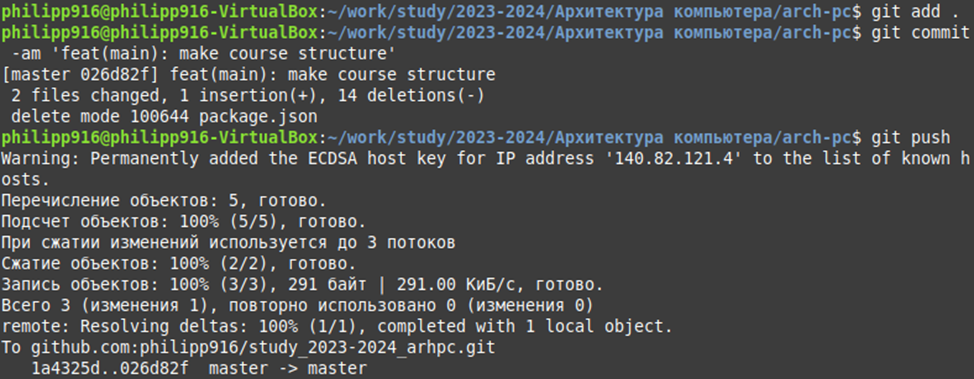 philipp916@philipp916-VirtualBox:~/work/study/2023-2024/Архитектура компьютера/arch-pc$ git add .
philipp916@philipp916-VirtualBox:~/work/study/2023-2024/Архитектура компьютера/arch-pc$ git commit
 -am 'feat(main): make course structure'
[master 026d82f] feat(main): make course structure
 2 files changed, 1 insertion(+), 14 deletions(-)
 delete mode 100644 package.json
philipp916@philipp916-VirtualBox:~/work/study/2023-2024/Архитектура компьютера/arch-pc$ git push
Warning: Permanently added the ECDSA host key for IP address '140.82.121.4' to the list of known h
osts.
Перечисление объектов: 5, готово.
Подсчет объектов: 100% (5/5), готово.
При сжатии изменений используется до 3 потоков
Сжатие объектов: 100% (2/2), готово.
Запись объектов: 100% (3/3), 291 байт | 291.00 КиБ/с, готово.
Всего 3 (изменения 1), повторно использовано 0 (изменения 0)
remote: Resolving deltas: 100% (1/1), completed with 1 local object.
To github.com:philipp916/study_2023-2024_arhpc.git
   1a4325d..026d82f  master -> master